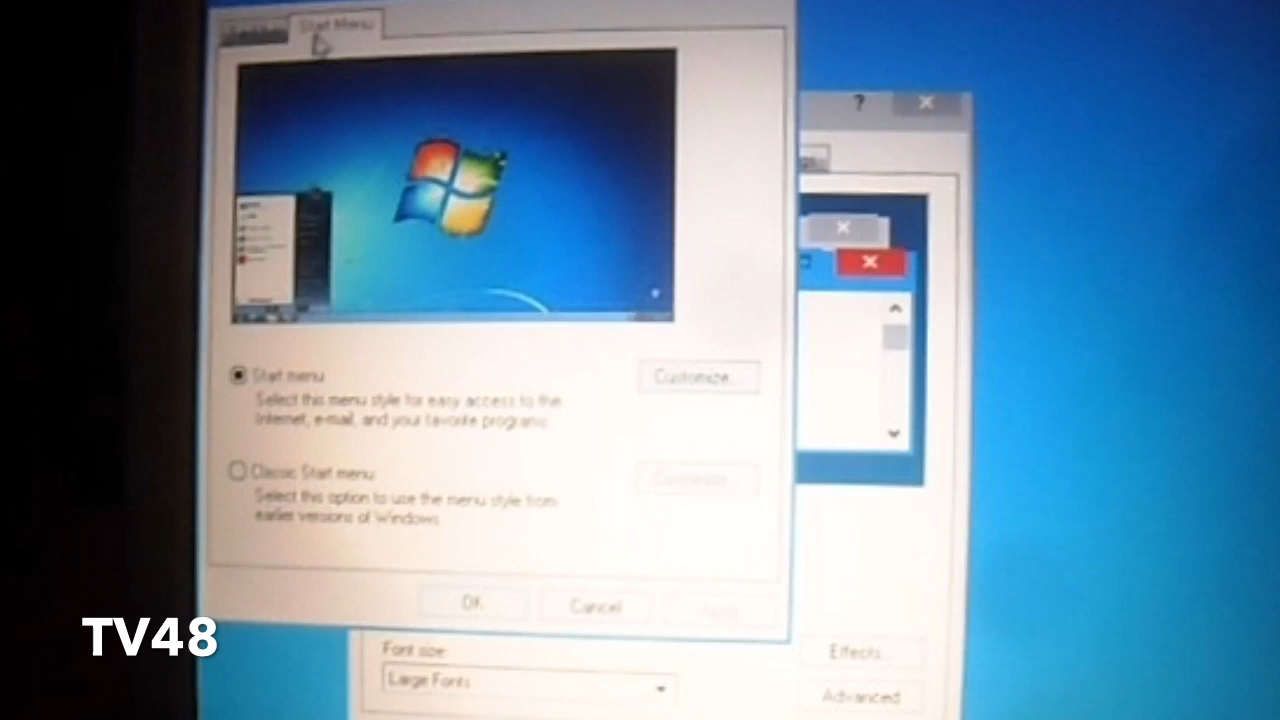 Start Menu
?
Start menu
Customize...
Select this menu style for easy access to the
Internet, e-mail, and your favorite programs.
Classic Start menu
Customize...
Select this option to use the menu style from
earlier versions of Windows.
OK
Cancel
Apply
TV48
Font size
Large Fonts
Effects...
Advanced